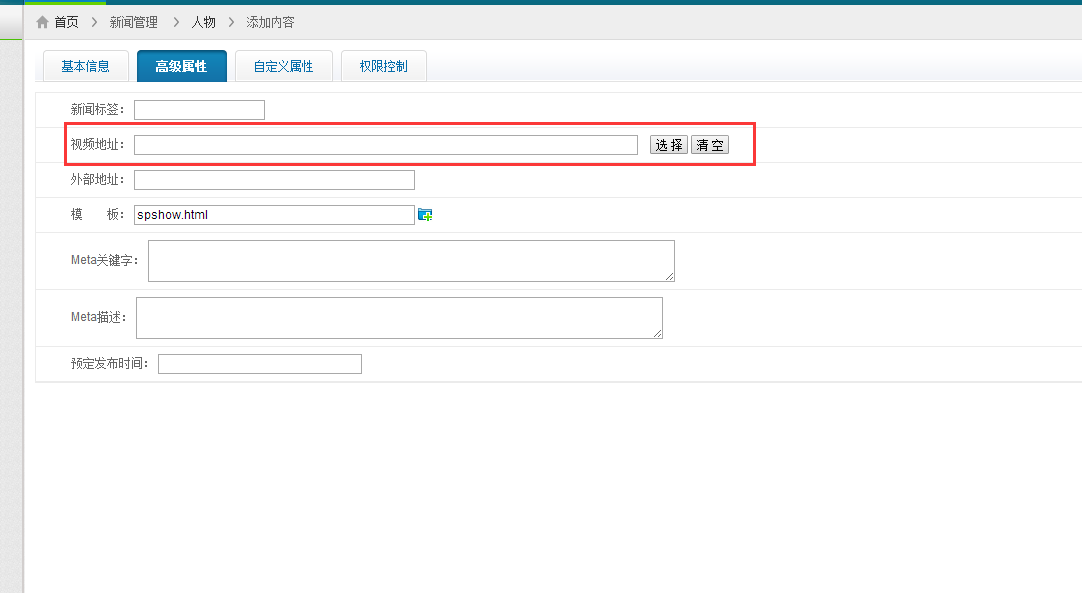 首页 > 新闻管理 > 人物 > 添加内容
基本信息 高级属性 自定义属性 权限控制
新闻标签：
视频地址： 选 择 清 空
外部地址：
模 板： spshow.html
Meta关键字：
Meta描述：
预定发布时间：